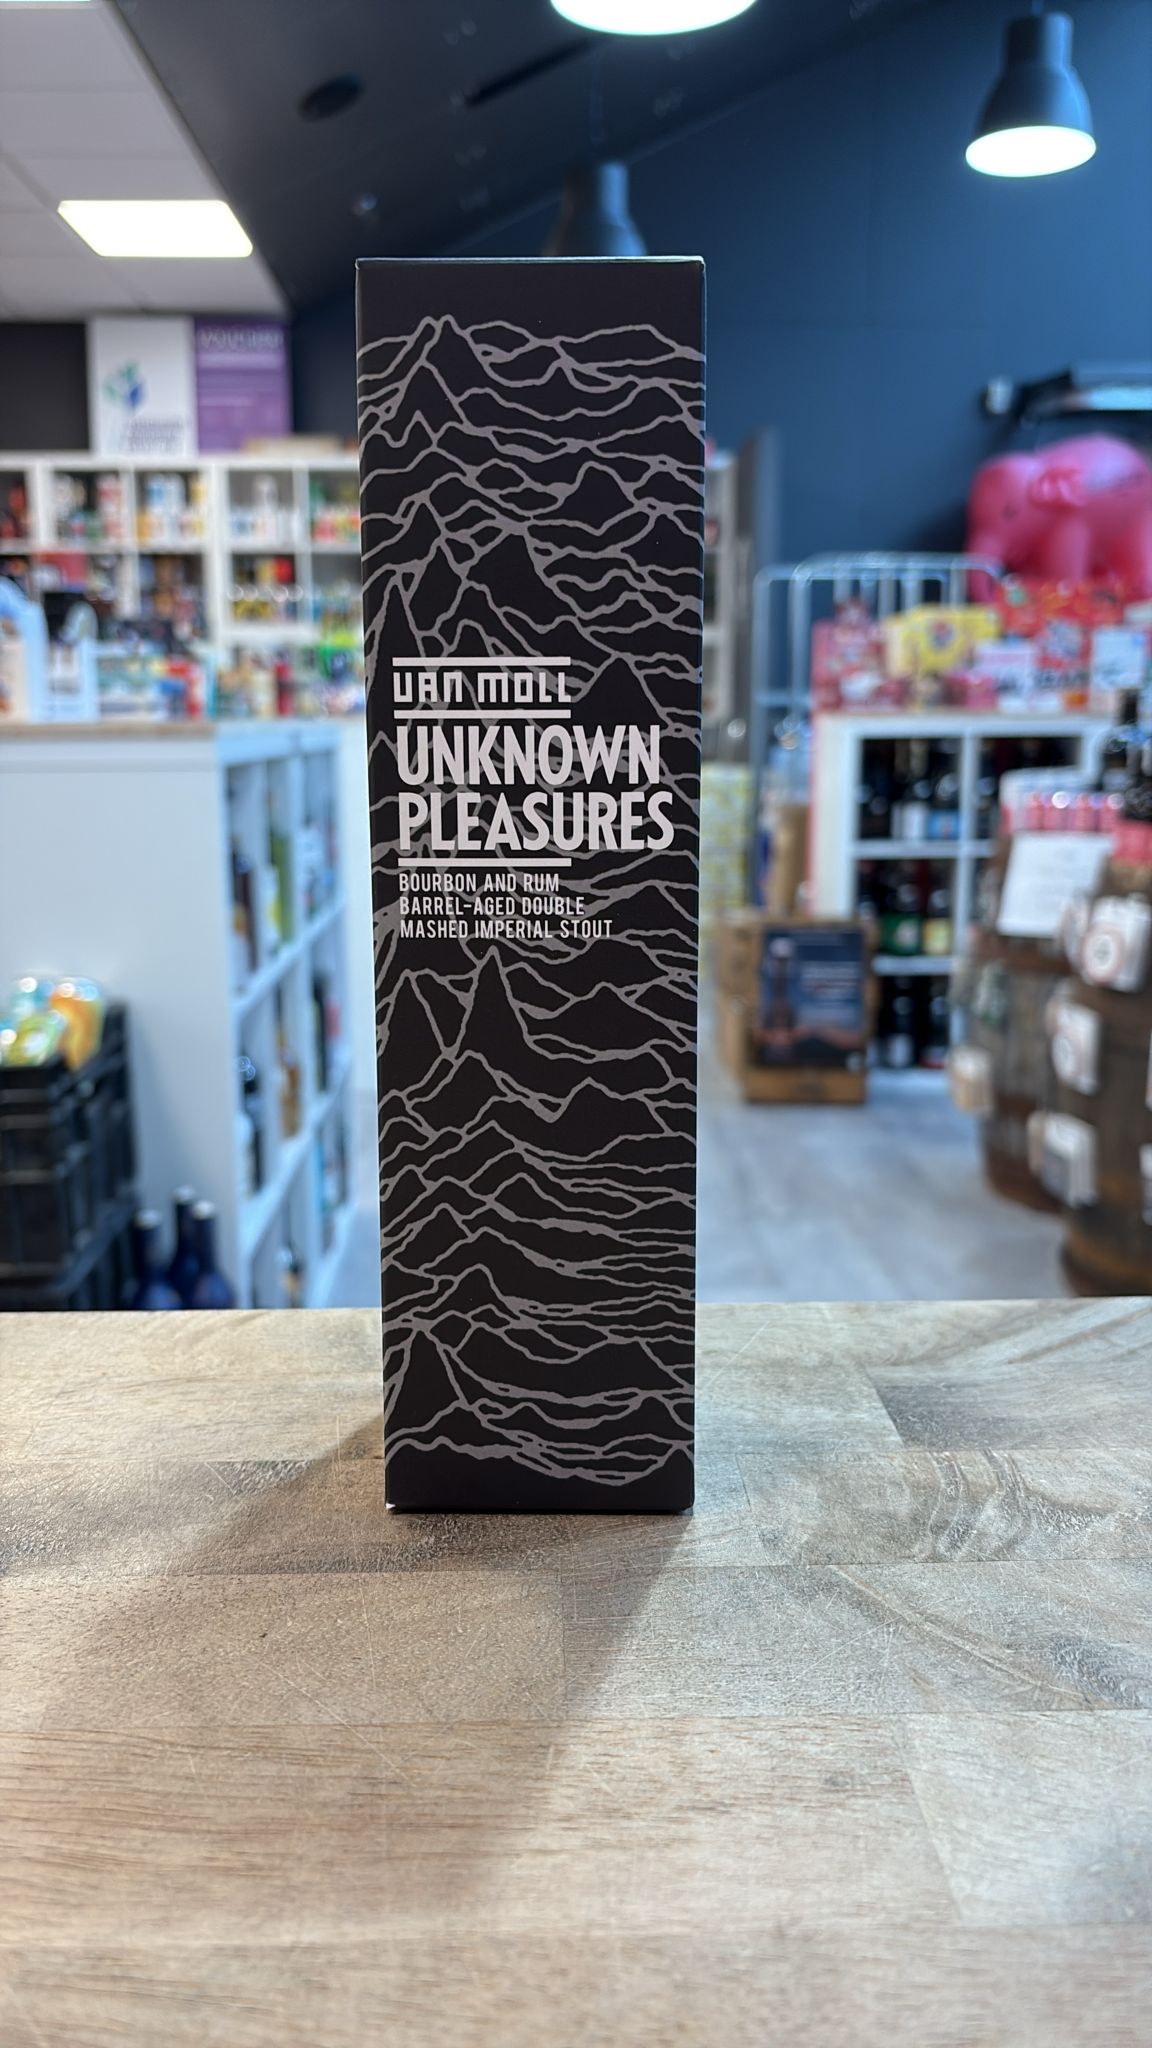 VAN MOLL
UNKNOWN
PLEASURES
BOURBON AND RUM
BARREL-AGED DOUBLE
MASHED IMPERIAL STOUT